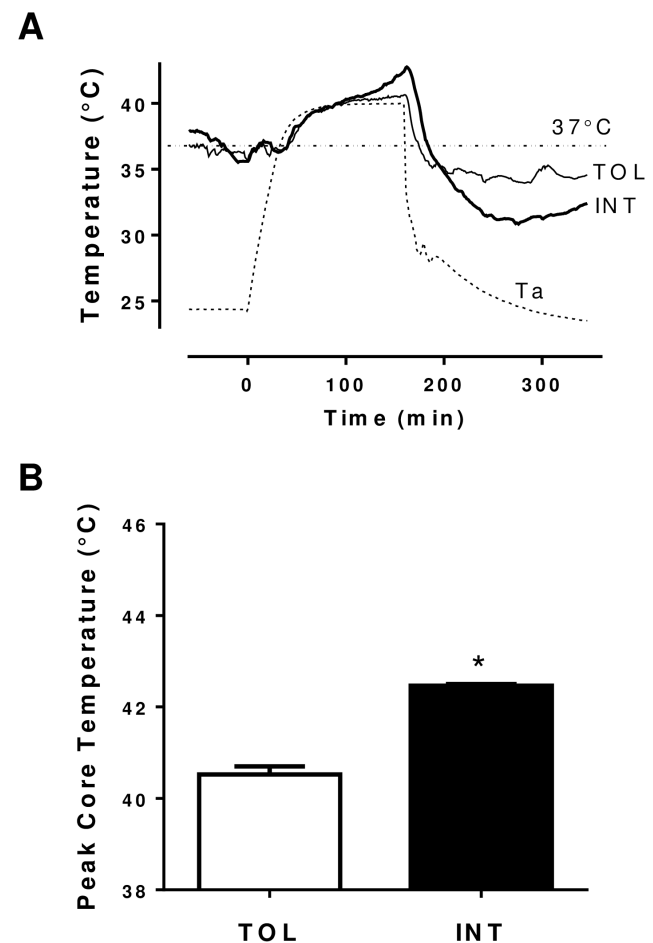 A
Temperature (°C)
40
35
30
25
37°C
TOL
INT
Ta
0 100 200 300
Time (min)
B
Peak Core Temperature (°C)
46
44
42
40
38
*
TOL INT